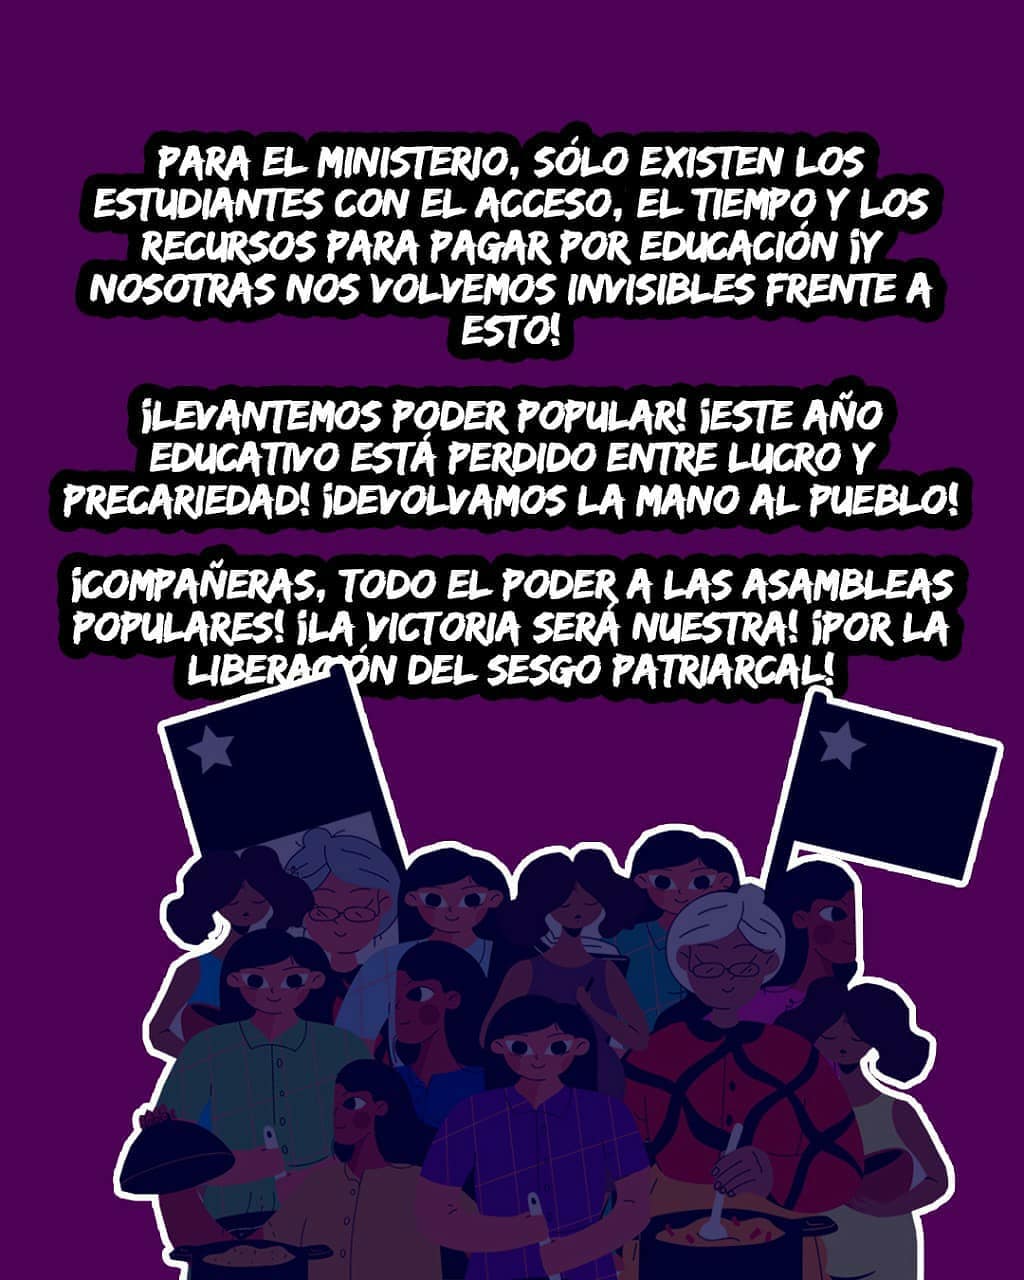 PARA EL MINISTERIO, SÓLO EXISTEN LOS
ESTUDIANTES CON EL ACCESO, EL TIEMPO Y LOS
RECURSOS PARA PAGAR POR EDUCACIÓN ¡Y
NOSOTRAS NOS VOLVEMOS INVISIBLES FRENTE A
ESTO!
¡LEVANTEMOS PODER POPULAR! ¡ESTE AÑO
EDUCATIVO ESTÁ PERDIDO ENTRE LUCRO Y
PRECARIEDAD! ¡DEVOLVAMOS LA MANO AL PUEBLO!
¡COMPAÑERAS, TODO EL PODER A LAS ASAMBLEAS
POPULARES! ¡LA VICTORIA SERÁ NUESTRA! ¡POR LA
LIBERACIÓN DEL SESGO PATRIARCAL!